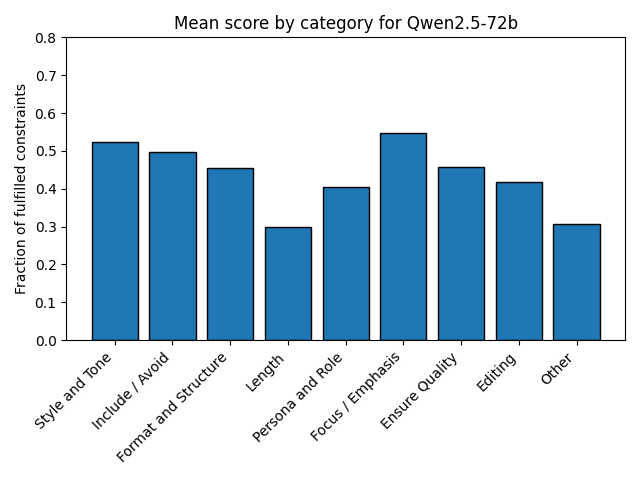 Mean score by category for Qwen2.5-72b
Fraction of fulfilled constraints
0.8
0.7
0.6
0.5
0.4
0.3
0.2
0.1
0.0
Style and Tone
Include / Avoid
Format and Structure
Length
Persona and Role
Focus / Emphasis
Ensure Quality
Editing
Other